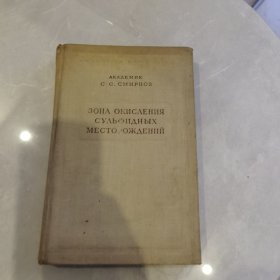 АКАДЕМИК
С. С. СМИРНОВ
ЗОНА ОКИСЛЕНИЯ
СУЛЬФИДНЫХ
МЕСТОРОЖДЕНИЙ